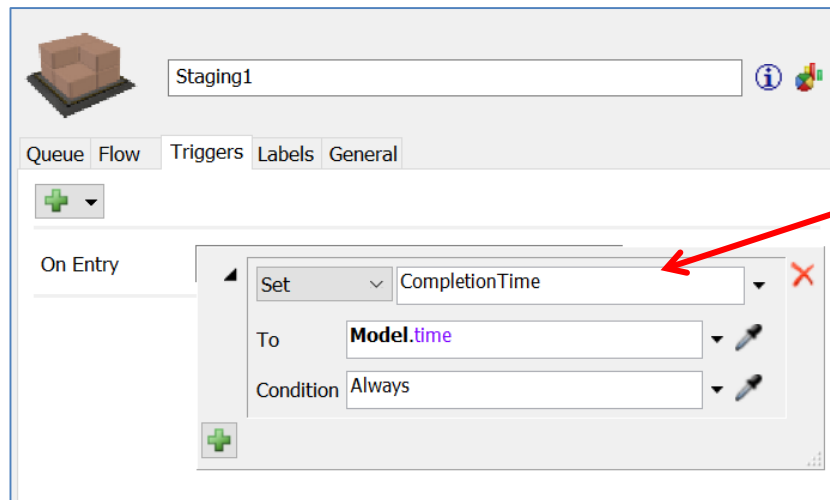 Staging1
Queue Flow Triggers Labels General
On Entry
Set CompletionTime
To Model.time
Condition Always